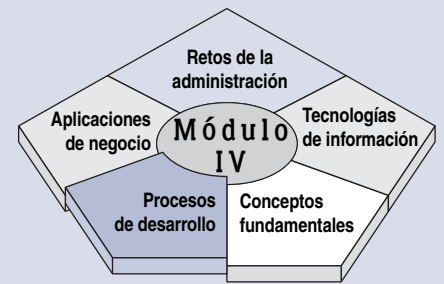 Retos de la
administración
Aplicaciones
de negocio
Módulo
IV
Tecnologías
de información
Procesos
de desarrollo
Conceptos
fundamentales